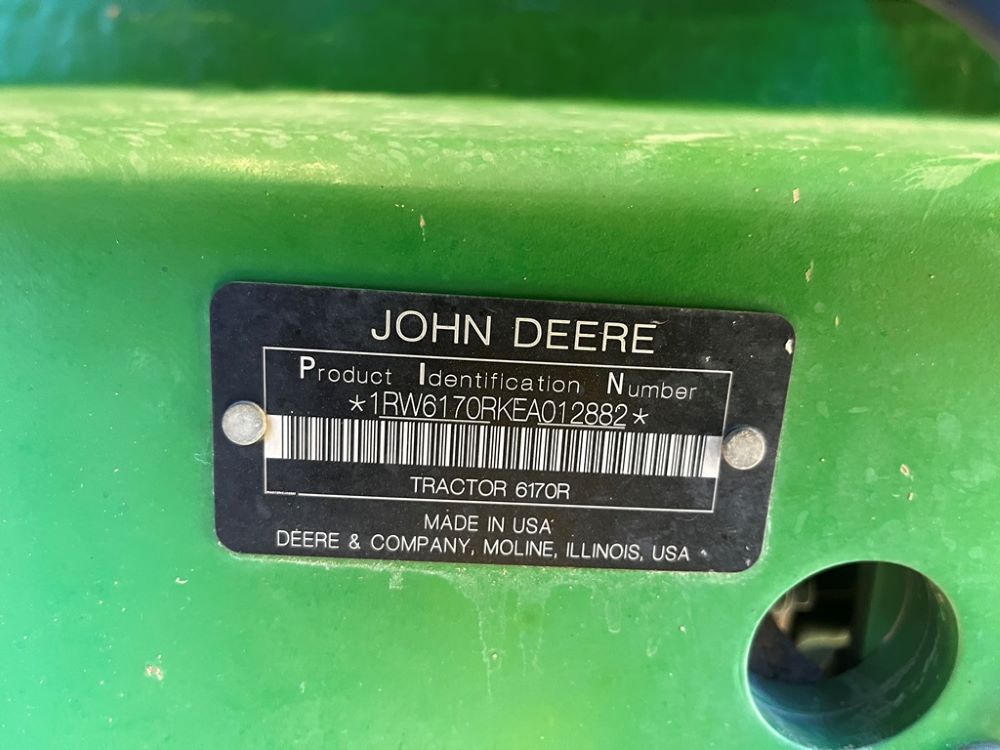 JOHN DEERE
Product Identification Number
*1RW6170RKEA012882*
TRACTOR 6170R
MADE IN USA
DEERE & COMPANY, MOLINE, ILLINOIS, USA